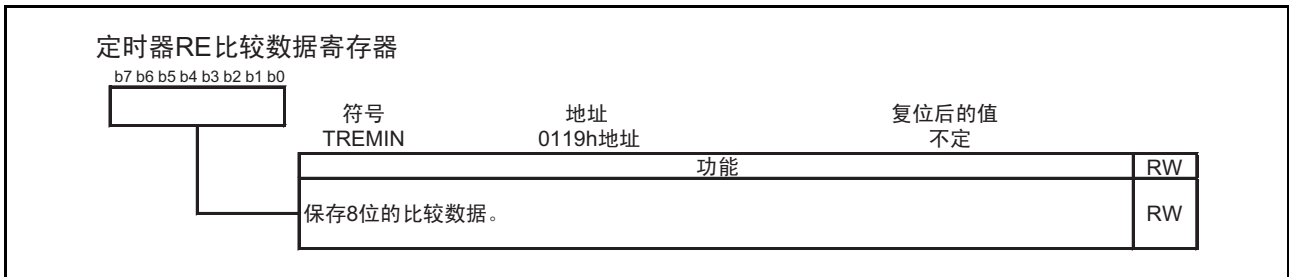 定时器RE比较数据寄存器
b7 b6 b5 b4 b3 b2 b1 b0
符号 地址 复位后的值
TREMIN 0119h地址 不定
功能 RW
保存8位的比较数据。 RW